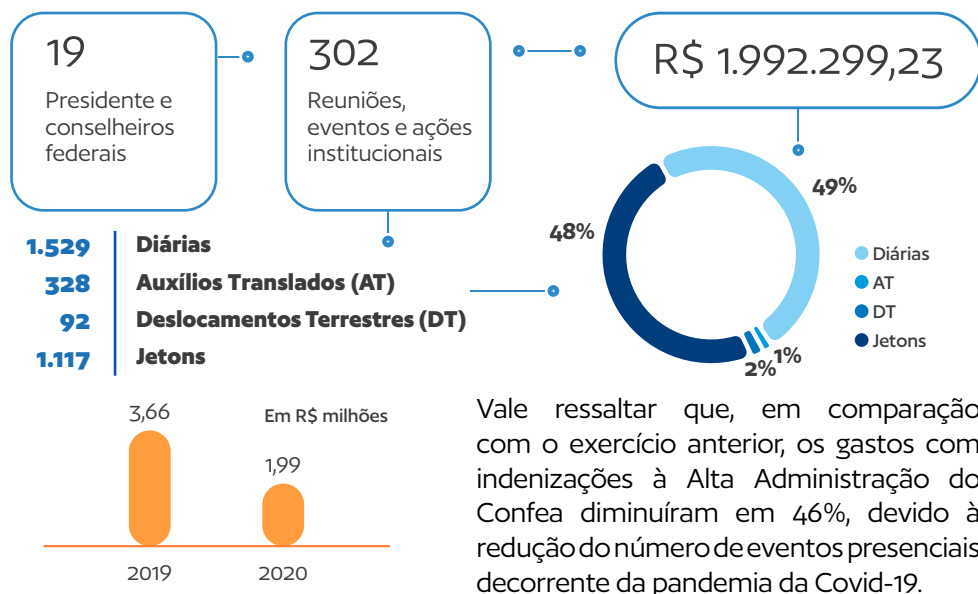 19
Presidente e
conselheiros
federais
302
Reuniões,
eventos e ações
institucionais
R$ 1.992.299,23
1.529 Diárias
328 Auxílios Translados (AT)
92 Deslocamentos Terrestres (DT)
1.117 Jetons
49%
48%
2%
1%
Diárias
AT
DT
Jetons
Em R$ milhões
3,66
1,99
2019
2020
Vale ressaltar que, em comparação
com o exercício anterior, os gastos com
indenizações à Alta Administração do
Confea diminuíram em 46%, devido à
redução do número de eventos presenciais
decorrente da pandemia da Covid-19.